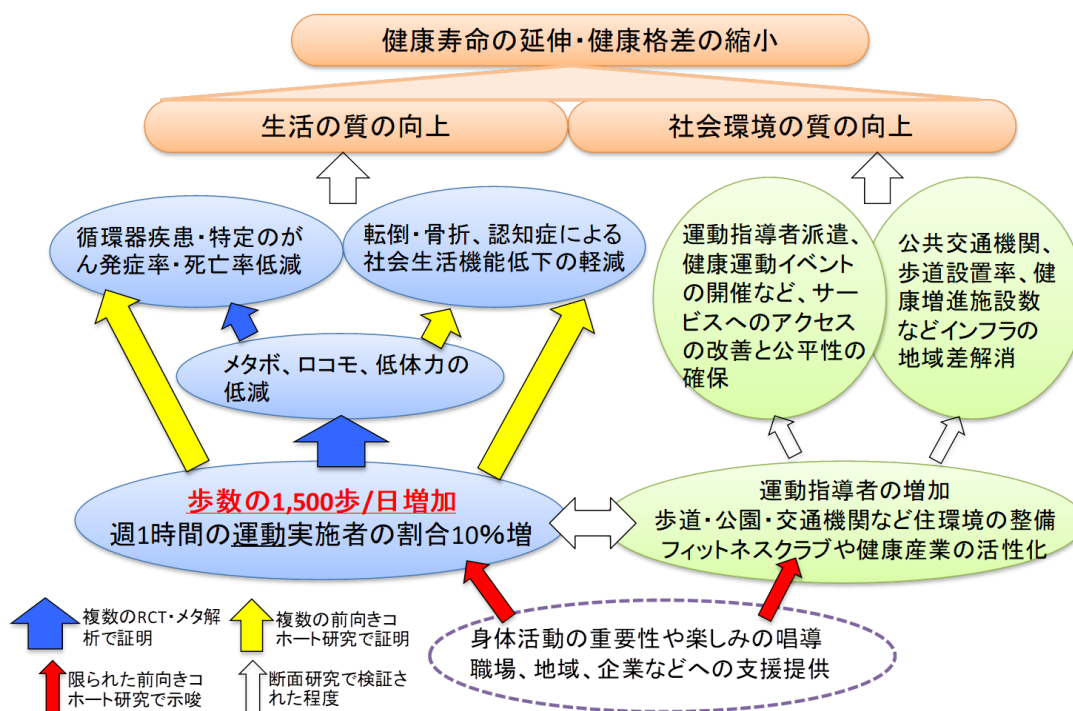 健康寿命の延伸・健康格差の縮小
生活の質の向上
社会環境の質の向上
循環器疾患・特定のが
ん発症率・死亡率低減
転倒・骨折、認知症による
社会生活機能低下の軽減
運動指導者派遣、
健康運動イベント
の開催など、サー
ビスへのアクセス
の改善と公平性の
確保
公共交通機関、
歩道設置率、健
康増進施設数
などインフラの
地域差解消
メタボ、ロコモ、低体力の
低減
歩数の1,500歩/日増加
週1時間の運動実施者の割合10%増
運動指導者の増加
歩道・公園・交通機関など住環境の整備
フィットネスクラブや健康産業の活性化
身体活動の重要性や楽しみの唱導
職場、地域、企業などへの支援提供
複数のRCT・メタ解
析で証明
複数の前向きコ
ホート研究で証明
限られた前向きコ
ホート研究で示唆
断面研究で検証さ
れた程度